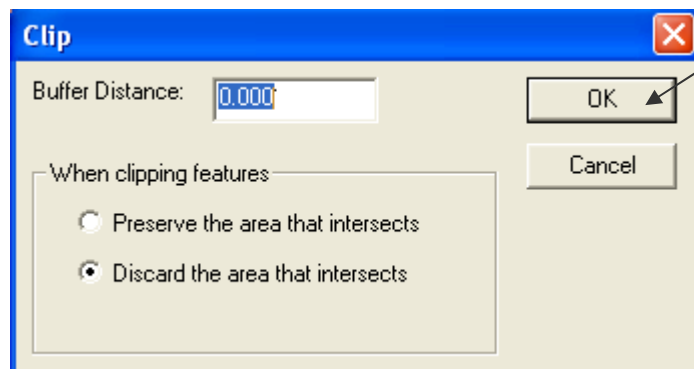 Clip
Buffer Distance: 0.000 OK
Cancel
When clipping features
Preserve the area that intersects
Discard the area that intersects